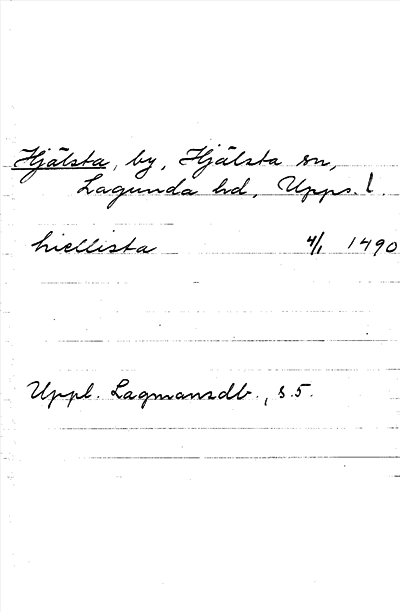 Hjälsta, by, Hjälsta sn,
Lagunda hd, Upps. l.
hiellista 4/1 1490
Uppl. Lagmansdb., s.5.